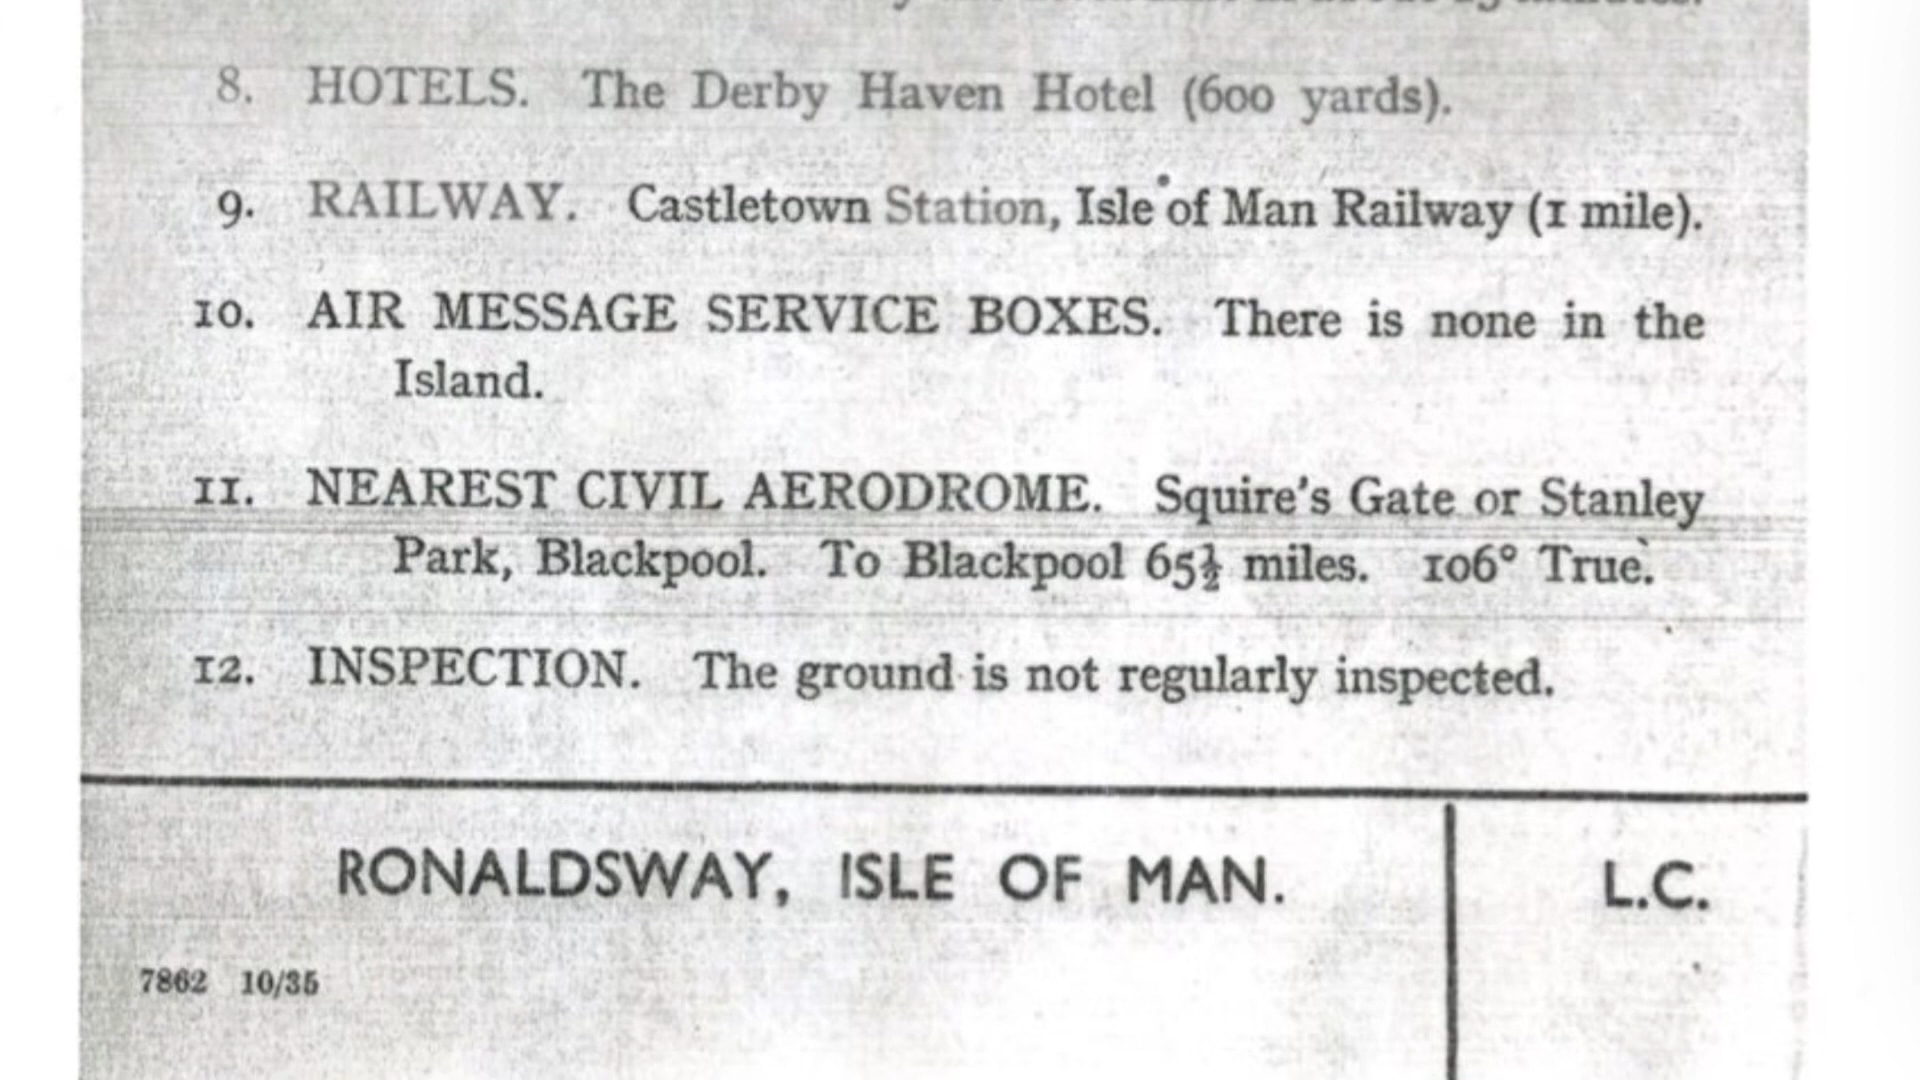 8. HOTELS. The Derby Haven Hotel (600 yards).
9. RAILWAY. Castletown Station, Isle of Man Railway (1 mile).
10. AIR MESSAGE SERVICE BOXES. There is none in the
Island.
11. NEAREST CIVIL AERODROME. Squire's Gate or Stanley
Park, Blackpool. To Blackpool 65½ miles. 106° True.
12. INSPECTION. The ground is not regularly inspected.
RONALDSWAY, ISLE OF MAN.
L.C.
7862 10/35